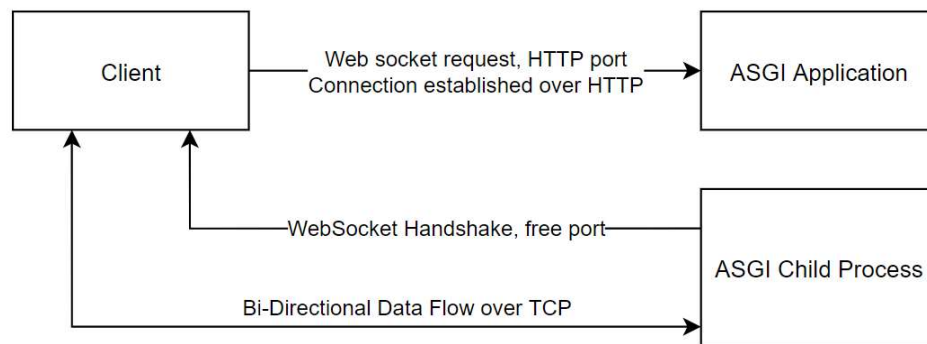 Client
Web socket request, HTTP port
Connection established over HTTP
ASGI Application
WebSocket Handshake, free port
ASGI Child Process
Bi-Directional Data Flow over TCP